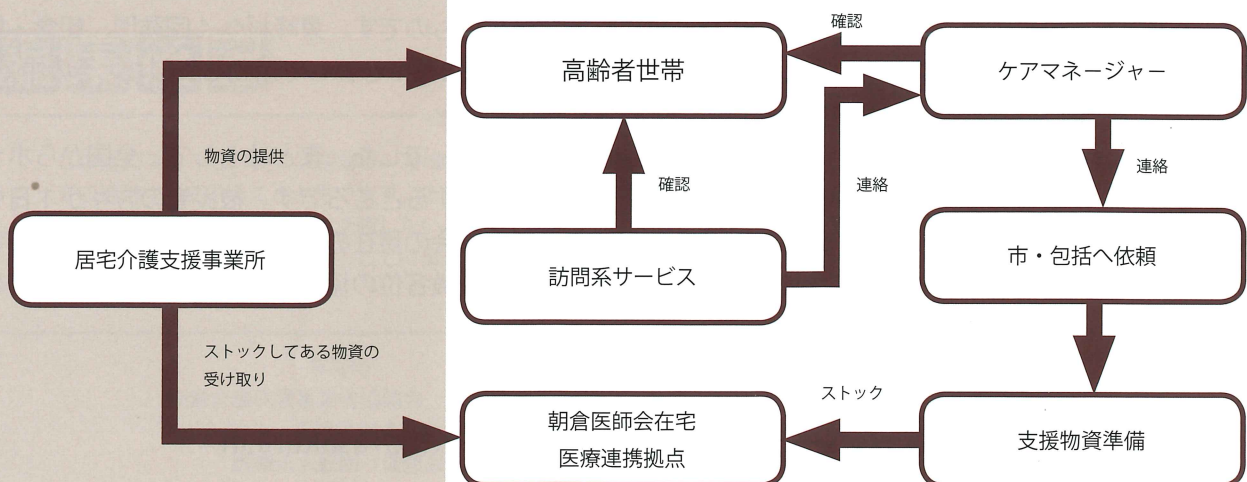 確認
高齢者世帯
ケアマネージャー
物資の提供
確認
連絡
連絡
居宅介護支援事業所
訪問系サービス
市・包括へ依頼
ストックしてある物資の
受け取り
ストック
朝倉医師会在宅
医療連携拠点
支援物資準備